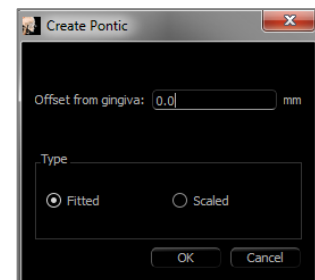 Create Pontic
Offset from gingiva: 0.0 mm
Type
Fitted Scaled
OK Cancel